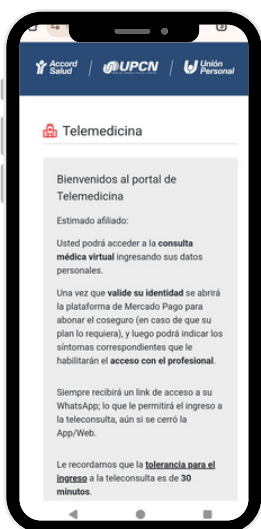 Accord Salud | UPCN | Unión Personal
Telemedicina
Bienvenidos al portal de
Telemedicina
Estimado afiliado:
Usted podrá acceder a la consulta
médica virtual ingresando sus datos
personales.
Una vez que valide su identidad se abrirá
la plataforma de Mercado Pago para
abonar el coseguro (en caso de que su
plan lo requiera), y luego podrá indicar los
síntomas correspondientes que le
habilitarán el acceso con el profesional.
Siempre recibirá un link de acceso a su
WhatsApp; lo que le permitirá el ingreso a
la teleconsulta, aún si se cerró la
App/Web.
Le recordamos que la tolerancia para el
ingreso a la teleconsulta es de 30
minutos.